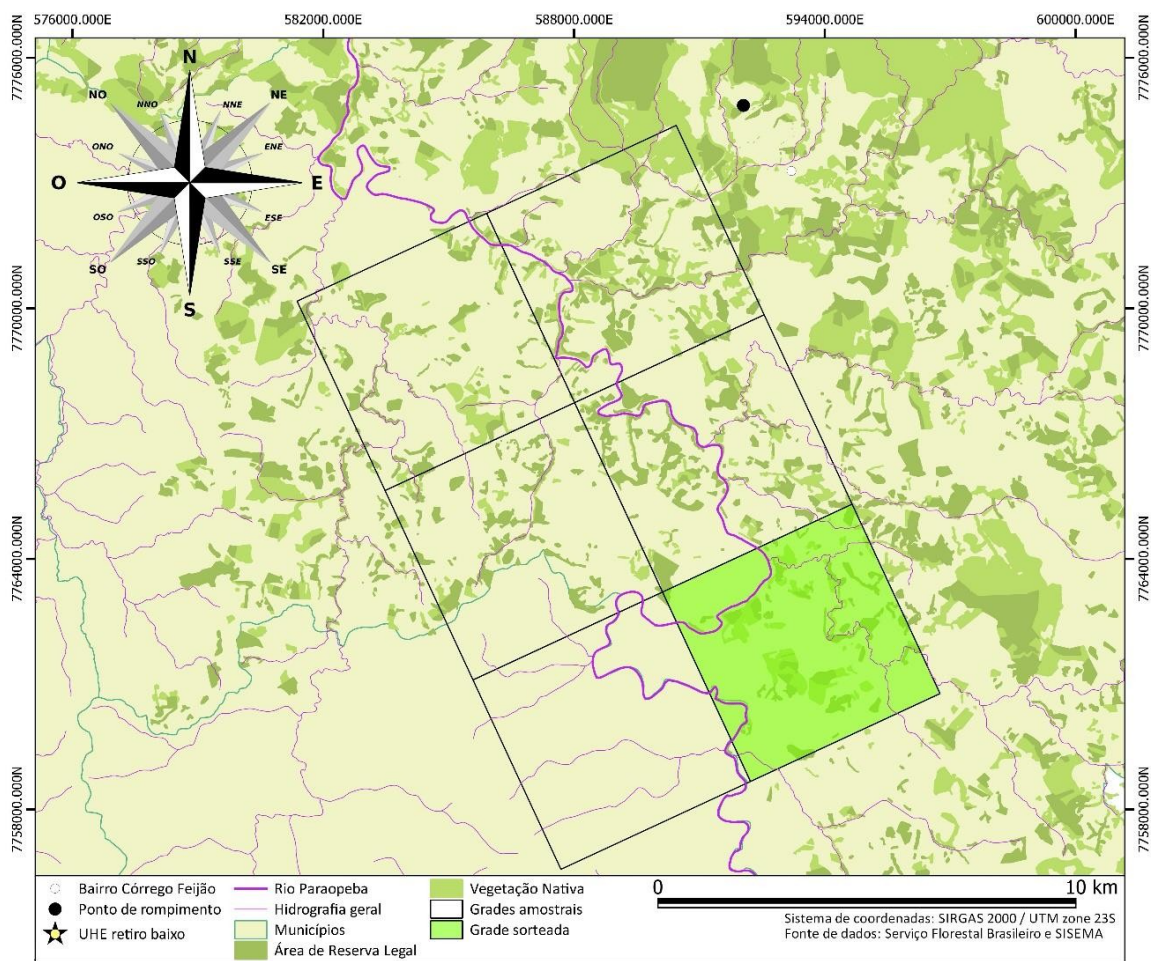 576000.000E 582000.000E 588000.000E 594000.000E 600000.000E
7776000.000N 7776000.000N
N
NO NNO NNE NE
ONO ENE
O E
OSO ESE
SO SSO SSE SE
S
7770000.000N 7770000.000N
7764000.000N 7764000.000N
7758000.000N 7758000.000N
Bairro Córrego Feijão
Ponto de rompimento
UHE retiro baixo
Rio Paraopeba
Hidrografia geral
Municípios
Área de Reserva Legal
Vegetação Nativa
Grades amostrais
Grade sorteada
0 10 km
Sistema de coordenadas: SIRGAS 2000 / UTM zone 23S
Fonte de dados: Serviço Florestal Brasileiro e SISEMA